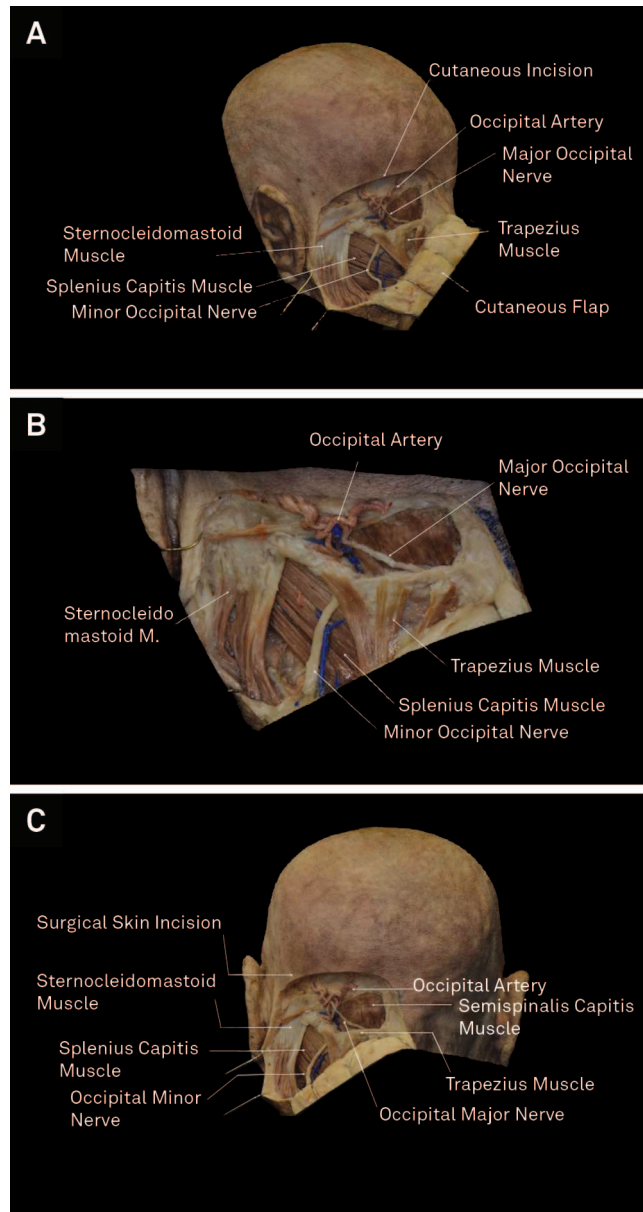 A
Cutaneous Incision
Occipital Artery
Major Occipital
Nerve
Sternocleidomastoid
Muscle
Trapezius
Muscle
Splenius Capitis Muscle
Minor Occipital Nerve
Cutaneous Flap
B
Occipital Artery
Major Occipital
Nerve
Sternocleido
mastoid M.
Trapezius Muscle
Splenius Capitis Muscle
Minor Occipital Nerve
C
Surgical Skin Incision
Sternocleidomastoid
Muscle
Occipital Artery
Semispinalis Capitis
Muscle
Splenius Capitis
Muscle
Trapezius Muscle
Occipital Minor
Nerve
Occipital Major Nerve